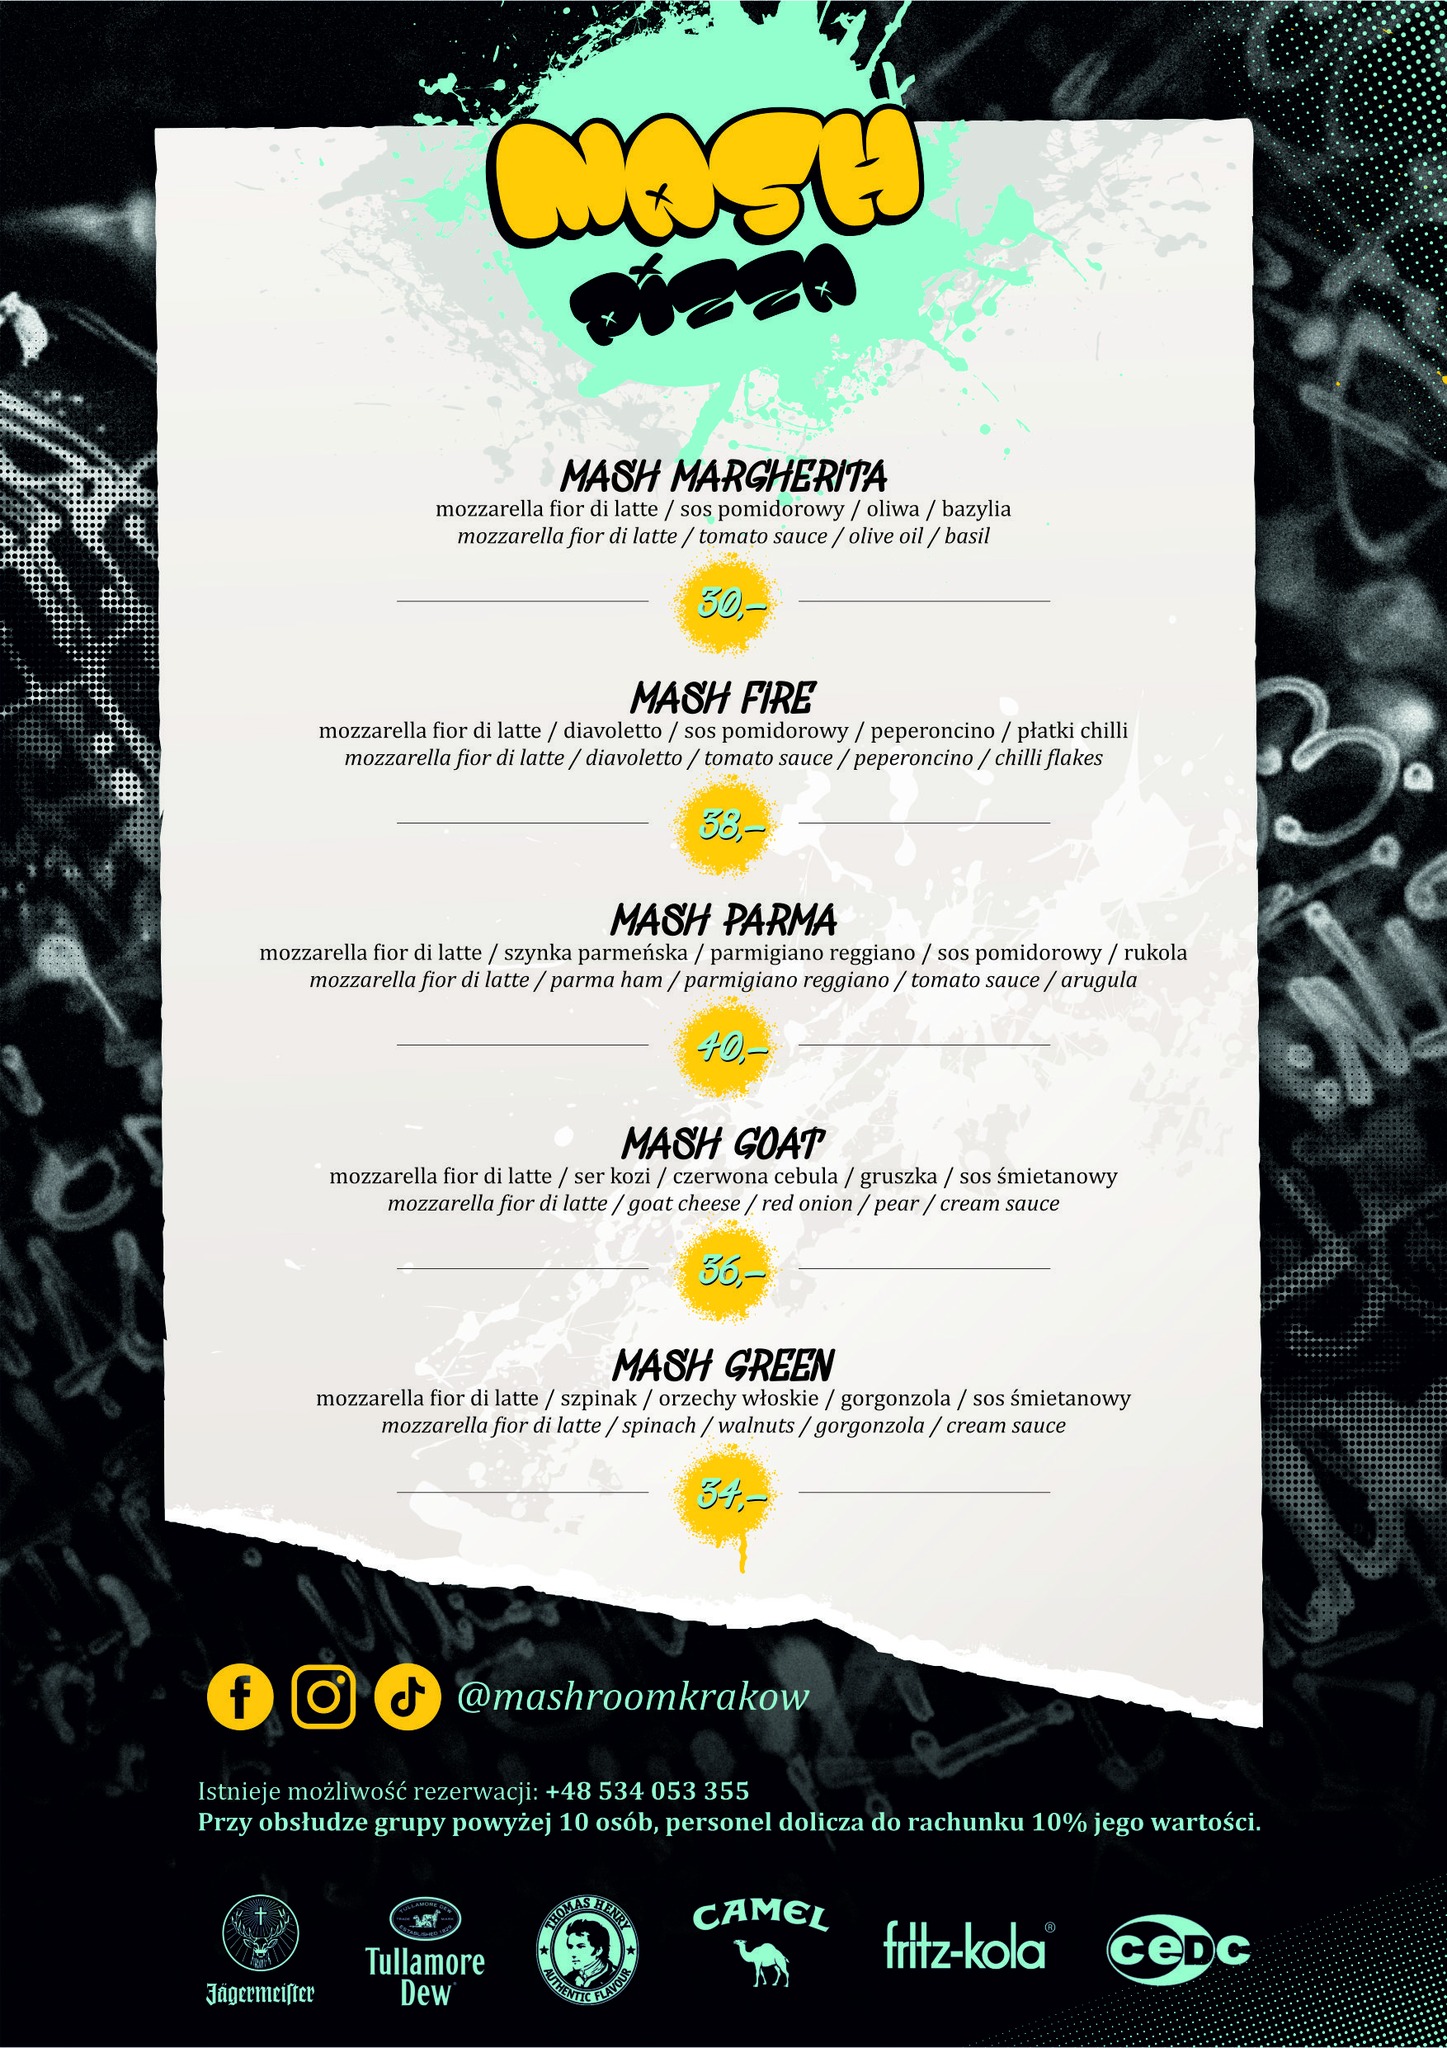 MASH
PIZZA
MASH MARGHERITA
mozzarella fior di latte / sos pomidorowy / oliwa / bazylia
mozzarella fior di latte / tomato sauce / olive oil / basil
30,–
MASH FIRE
mozzarella fior di latte / diavoletto / sos pomidorowy / peperoncino / płatki chilli
mozzarella fior di latte / diavoletto / tomato sauce / peperoncino / chilli flakes
38,–
MASH PARMA
mozzarella fior di latte / szynka parmeńska / parmigiano reggiano / sos pomidorowy / rukola
mozzarella fior di latte / parma ham / parmigiano reggiano / tomato sauce / arugula
40,–
MASH GOAT
mozzarella fior di latte / ser kozi / czerwona cebula / gruszka / sos śmietanowy
mozzarella fior di latte / goat cheese / red onion / pear / cream sauce
36,–
MASH GREEN
mozzarella fior di latte / szpinak / orzechy włoskie / gorgonzola / sos śmietanowy
mozzarella fior di latte / spinach / walnuts / gorgonzola / cream sauce
34,–
@mashroomkrakow
Istnieje możliwość rezerwacji: +48 534 053 355
Przy obsłudze grupy powyżej 10 osób, personel dolicza do rachunku 10% jego wartości.
Jägermeister
TULLAMORE DEW
Tullamore
Dew
THOMAS HENRY
AUTHENTIC FLAVOUR
CAMEL
fritz-kola®
CEDC